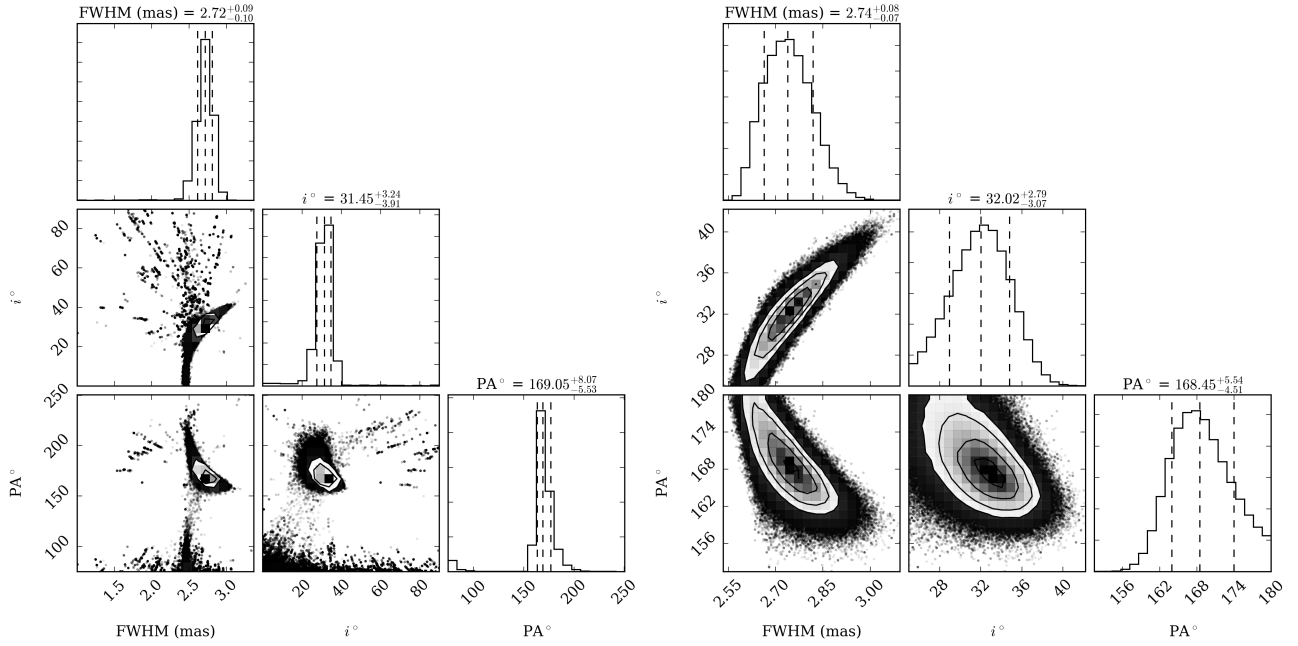 FWHM (mas) = 2.72+0.09−0.10
FWHM (mas) = 2.74+0.08−0.07
i° = 31.45+3.24−3.91
i° = 32.02+2.79−3.07
PA° = 169.05+8.07−5.53
PA° = 168.45+5.54−4.51
i°
80
60
40
20
PA°
250
200
150
100
1.5 2.0 2.5 3.0
20 40 60 80
100 150 200 250
FWHM (mas)
i°
PA°
i°
40
36
32
28
PA°
180
174
168
162
156
2.55 2.70 2.85 3.00
28 32 36 40
156 162 168 174 180
FWHM (mas)
i°
PA°